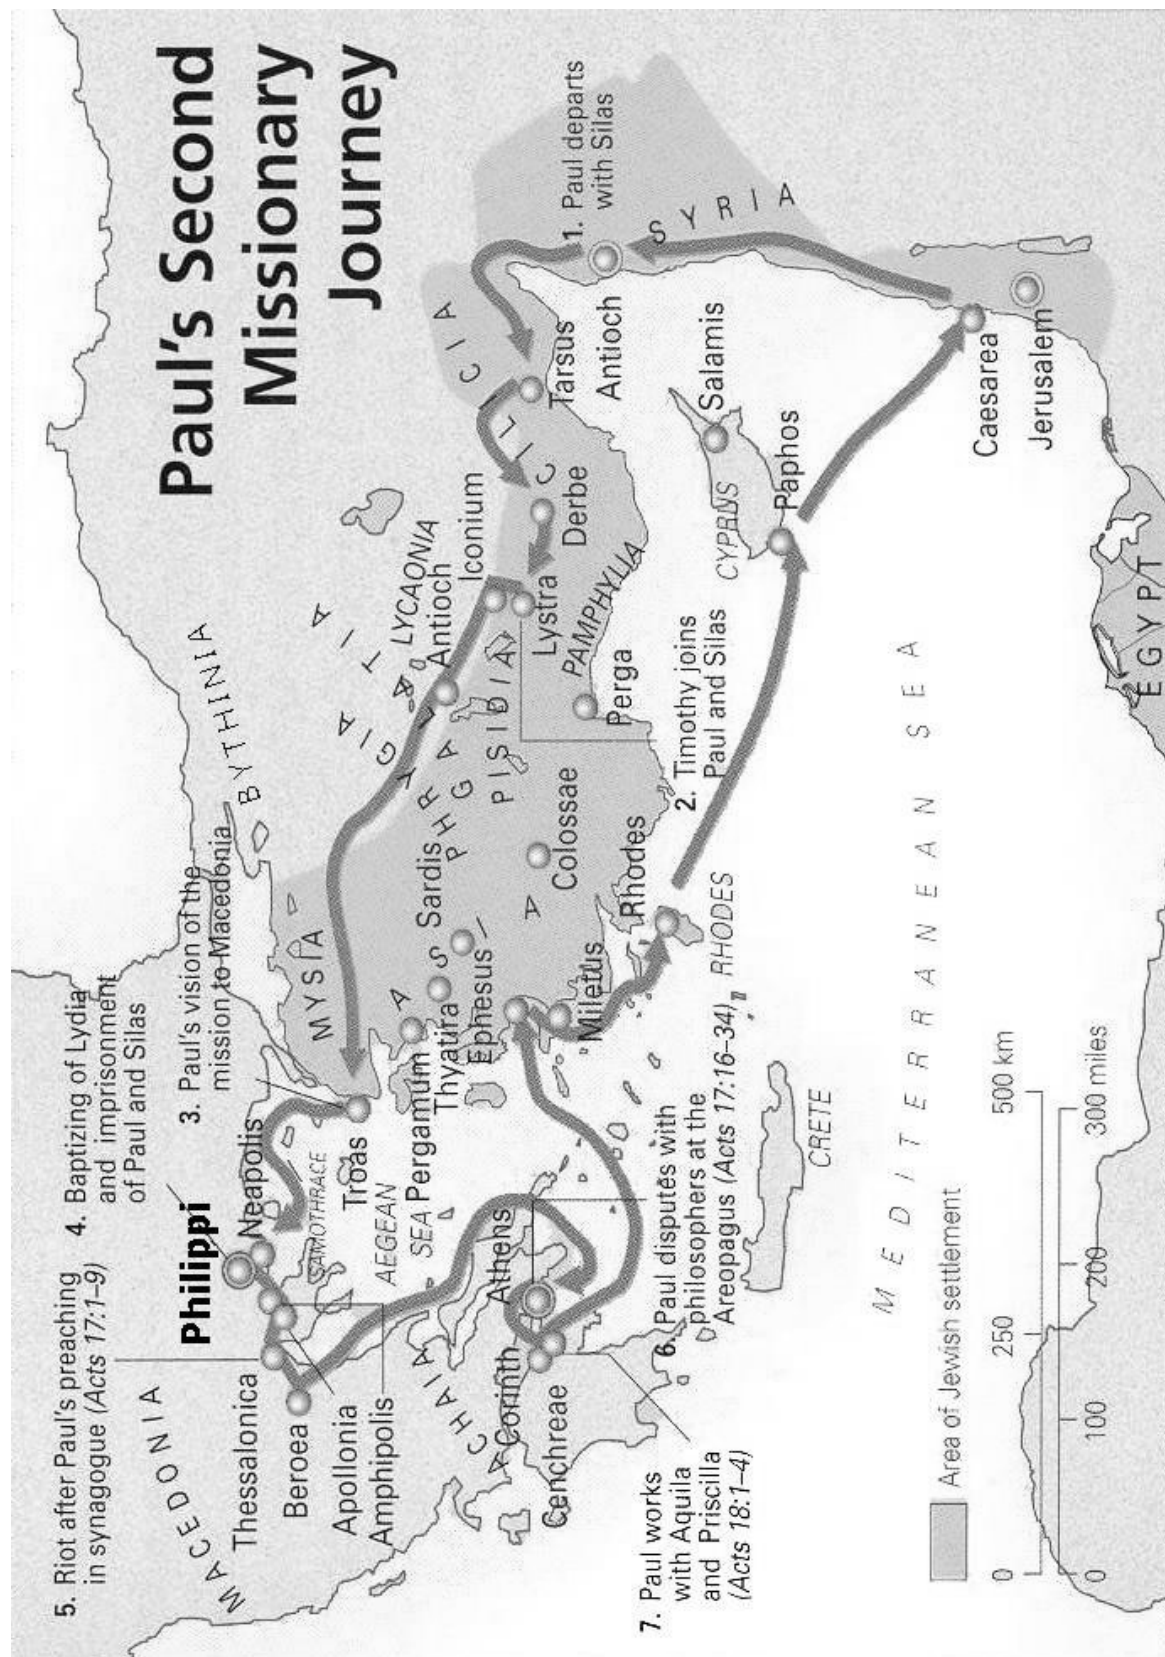 Paul's Second
Missionary
Journey
1. Paul departs
with Silas
2. Timothy joins
Paul and Silas
3. Paul's vision of the
mission to Macedonia
4. Baptizing of Lydia
and imprisonment
of Paul and Silas
5. Riot after Paul's preaching
in synagogue (Acts 17:1–9)
6. Paul disputes with
philosophers at the
Areopagus (Acts 17:16–34)
7. Paul works
with Aquila
and Priscilla
(Acts 18:1–4)
MACEDONIA
Philippi
Neapolis
Thessalonica
Beroea
Apollonia
Amphipolis
SAMOTHRACE
AEGEAN
SEA
ACHAIA
Athens
Corinth
Cenchreae
Troas
MYSIA
BYTHINIA
Pergamum
Thyatira
Sardis
Ephesus
Miletus
ASIA
Colossae
PHRYGIA
GALATIA
LYCAONIA
Antioch
PISIDIA
Iconium
Lystra
Derbe
PAMPHYLIA
Perga
CILICIA
Tarsus
Antioch
SYRIA
Rhodes
RHODES
CRETE
CYPRUS
Salamis
Paphos
Caesarea
Jerusalem
EGYPT
MEDITERRANEAN SEA
Area of Jewish settlement
0 250 500 km
0 100 200 300 miles